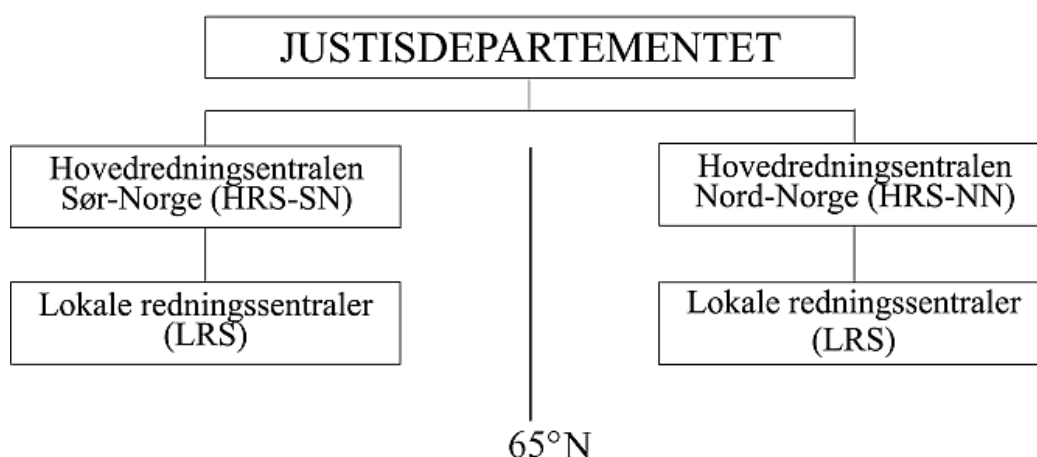 JUSTISDEPARTEMENTET
Hovedredningsentralen
Sør-Norge (HRS-SN)
Hovedredningsentralen
Nord-Norge (HRS-NN)
Lokale redningssentraler
(LRS)
Lokale redningssentraler
(LRS)
65°N